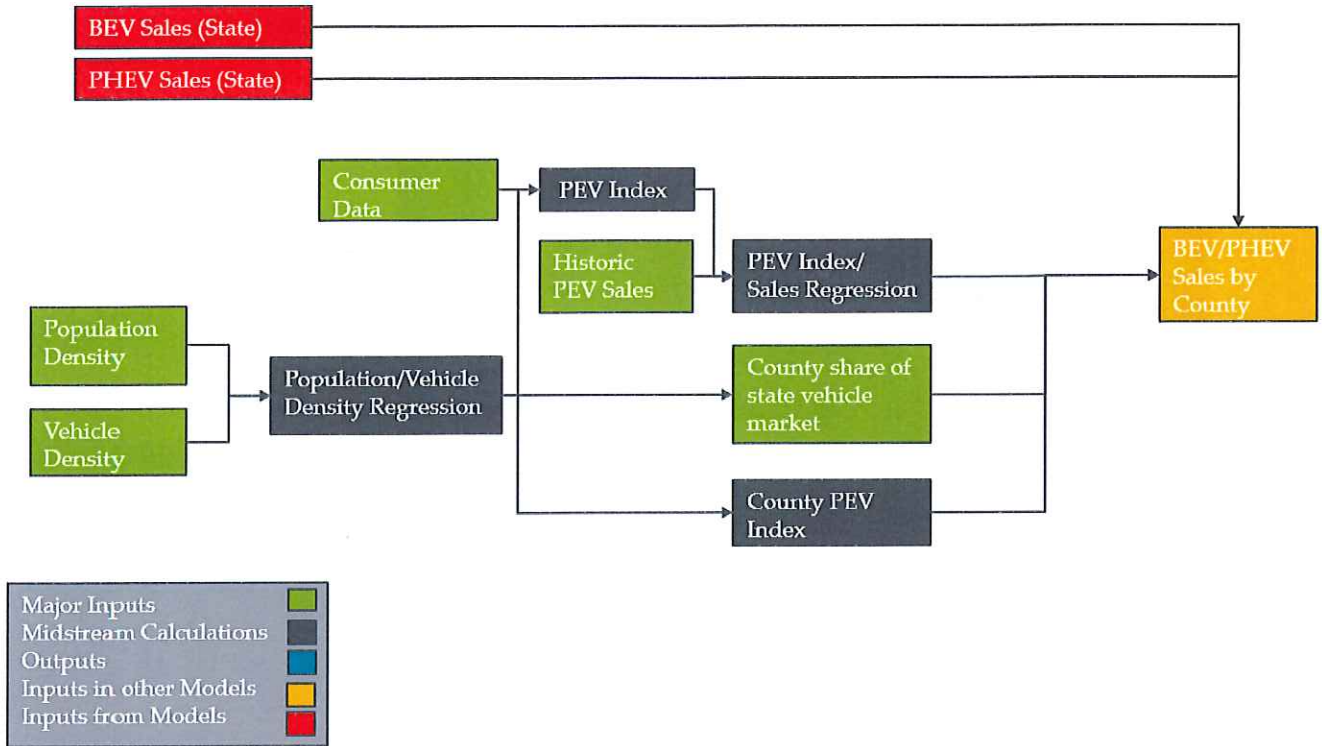 BEV Sales (State)
PHEV Sales (State)
Consumer
Data
PEV Index
Historic
PEV Sales
PEV Index/
Sales Regression
BEV/PHEV
Sales by
County
Population
Density
Vehicle
Density
Population/Vehicle
Density Regression
County share of
state vehicle
market
County PEV
Index
Major Inputs
Midstream Calculations
Outputs
Inputs in other Models
Inputs from Models